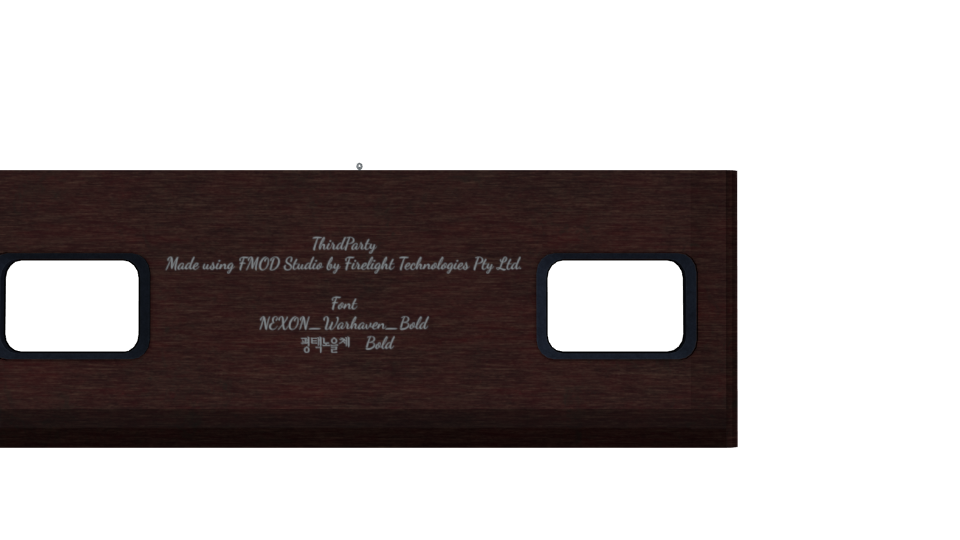 ThirdParty
Made using FMOD Studio by Firelight Technologies Pty Ltd.
Font
NEXON_Warhaven_Bold
평택노을체 Bold